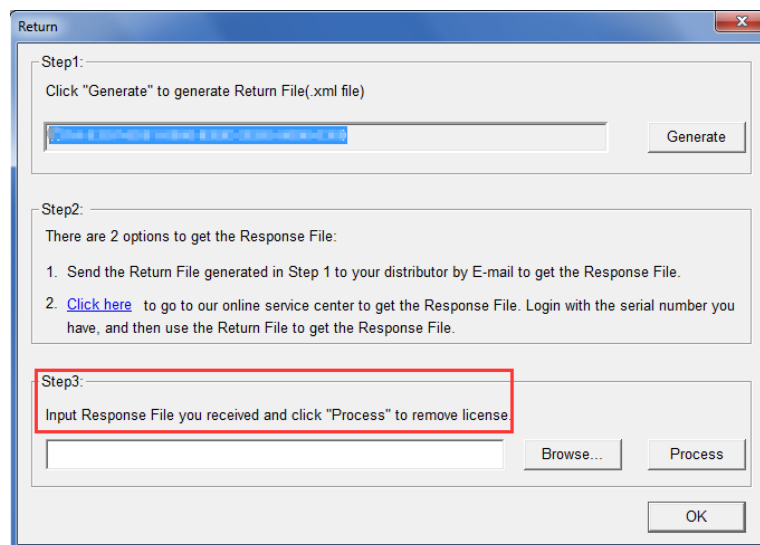 Return
Step1:
Click "Generate" to generate Return File(.xml file)
Generate
Step2:
There are 2 options to get the Response File:
1. Send the Return File generated in Step 1 to your distributor by E-mail to get the Response File.
2. Click here to go to our online service center to get the Response File. Login with the serial number you
have, and then use the Return File to get the Response File.
Step3:
Input Response File you received and click "Process" to remove license.
Browse...
Process
OK